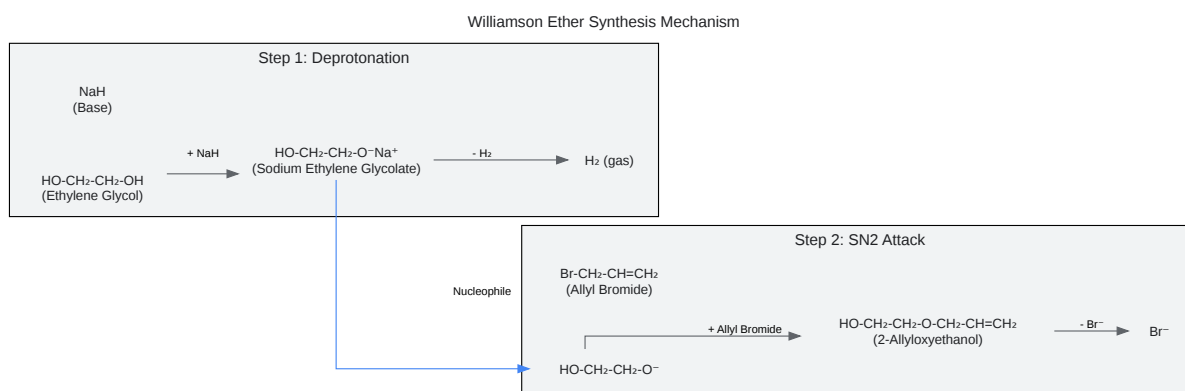 Williamson Ether Synthesis Mechanism
Step 1: Deprotonation
NaH
(Base)
+ NaH
HO-CH₂-CH₂-OH
(Ethylene Glycol)
HO-CH₂-CH₂-O⁻Na⁺
(Sodium Ethylene Glycolate)
- H₂
H₂ (gas)
Step 2: SN2 Attack
Nucleophile
Br-CH₂-CH=CH₂
(Allyl Bromide)
+ Allyl Bromide
HO-CH₂-CH₂-O⁻
HO-CH₂-CH₂-O-CH₂-CH=CH₂
(2-Allyloxyethanol)
- Br⁻
Br⁻